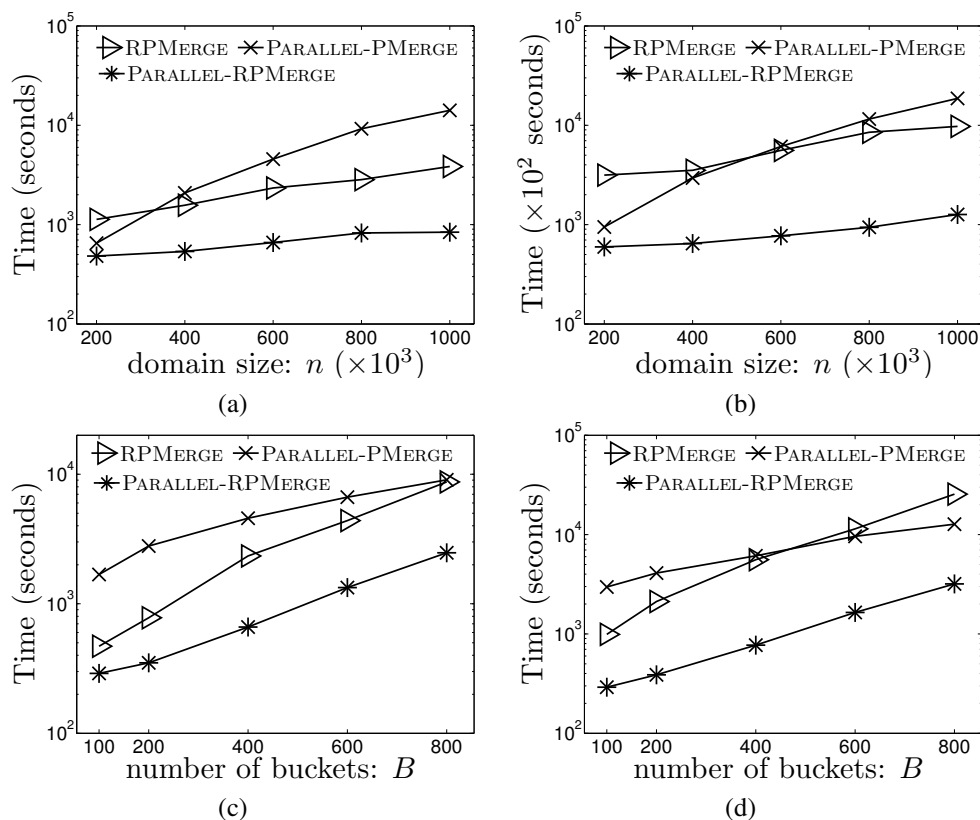 10^5
RPMERGE PARALLEL-PMERGE
PARALLEL-RPMERGE
10^4
10^3
10^2
Time (seconds)
200 400 600 800 1000
domain size: n (×10^3)
(a)
10^5
RPMERGE PARALLEL-PMERGE
PARALLEL-RPMERGE
10^4
10^3
10^2
Time (×10^2 seconds)
200 400 600 800 1000
domain size: n (×10^3)
(b)
RPMERGE PARALLEL-PMERGE
10^4
PARALLEL-RPMERGE
10^3
10^2
Time (seconds)
100 200 400 600 800
number of buckets: B
(c)
10^5
RPMERGE PARALLEL-PMERGE
PARALLEL-RPMERGE
10^4
10^3
10^2
Time (seconds)
100 200 400 600 800
number of buckets: B
(d)